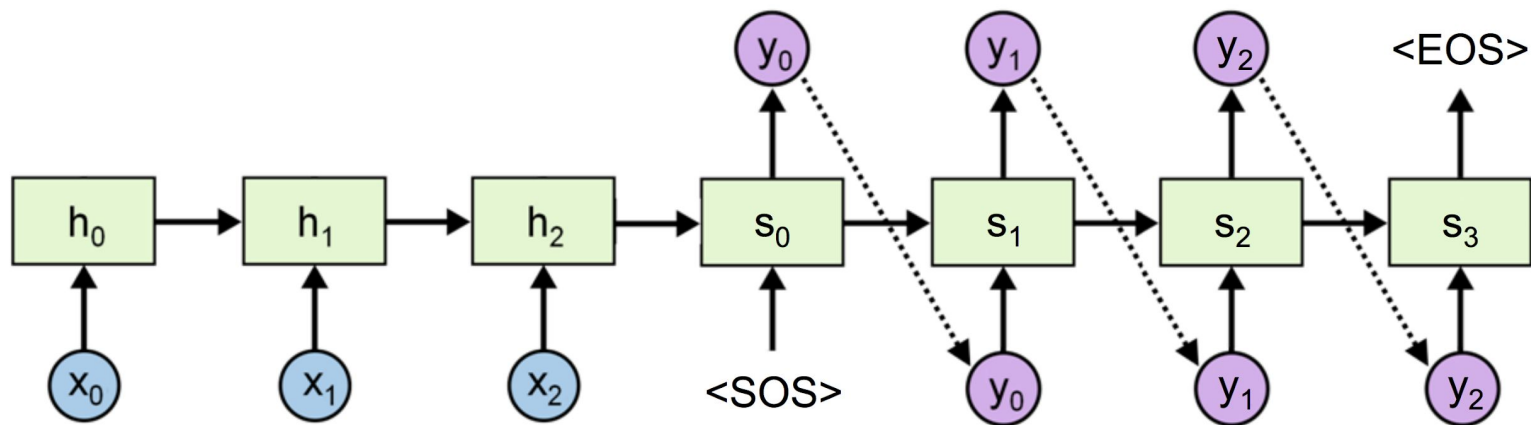 y₀ y₁ y₂ <EOS>
h₀ h₁ h₂ s₀ s₁ s₂ s₃
x₀ x₁ x₂ <SOS> y₀ y₁ y₂